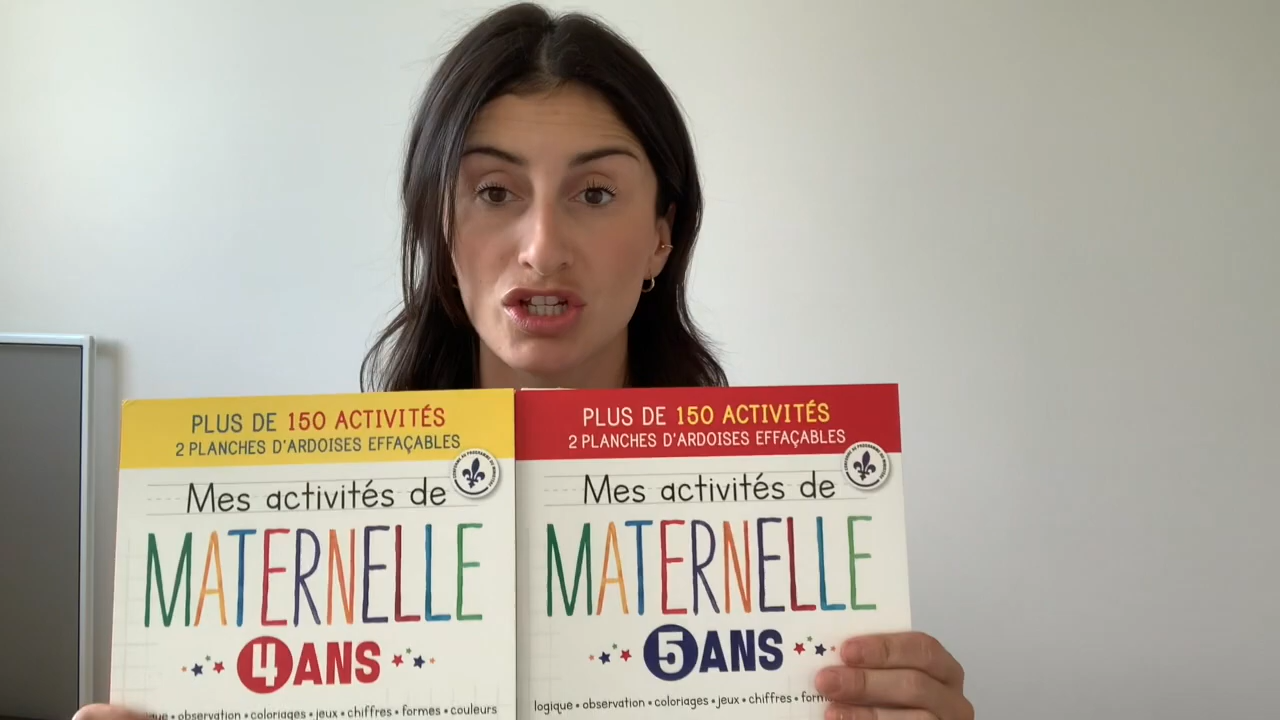 PLUS DE 150 ACTIVITÉS
2 PLANCHES D'ARDOISES EFFAÇABLES
Mes activités de
MATERNELLE
4 ANS
observation • coloriages • jeux • chiffres • formes • couleurs
PLUS DE 150 ACTIVITÉS
2 PLANCHES D'ARDOISES EFFAÇABLES
Mes activités de
MATERNELLE
5 ANS
logique • observation • coloriages • jeux • chiffres •